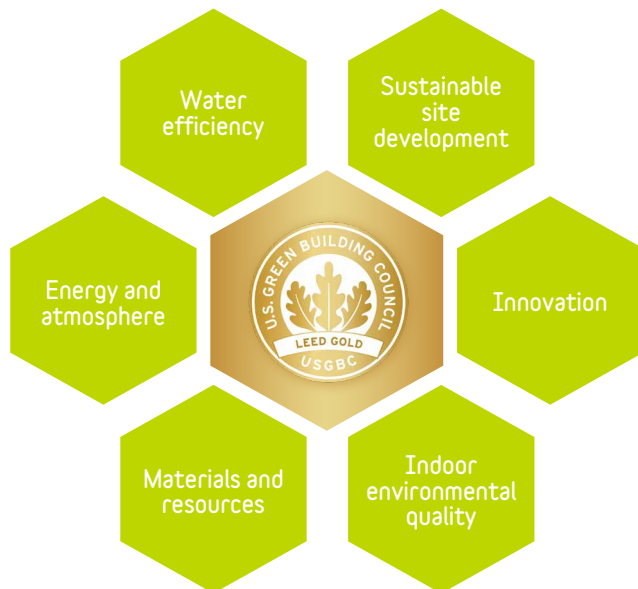 Water
efficiency
Sustainable
site
development
Energy and
atmosphere
U.S. GREEN BUILDING COUNCIL
LEED GOLD
USGBC
Innovation
Materials and
resources
Indoor
environmental
quality